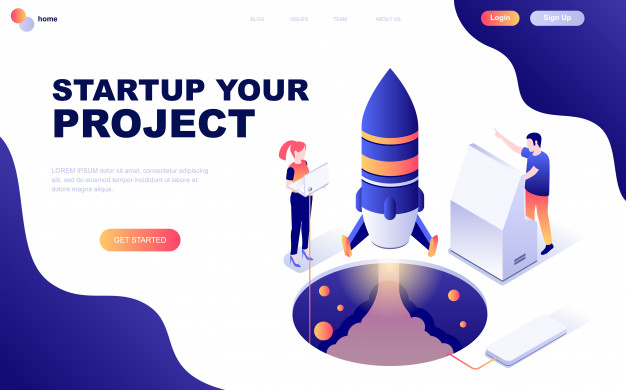 home
BLOG ISSUES TEAM ABOUT US
Login
Sign Up
STARTUP YOUR
PROJECT
LOREM IPSUM dolor sit amet, consectetur adipiscing
elit, sed do eiusmod tempor incididunt ut labore
et dolore magna aliqua.
GET STARTED